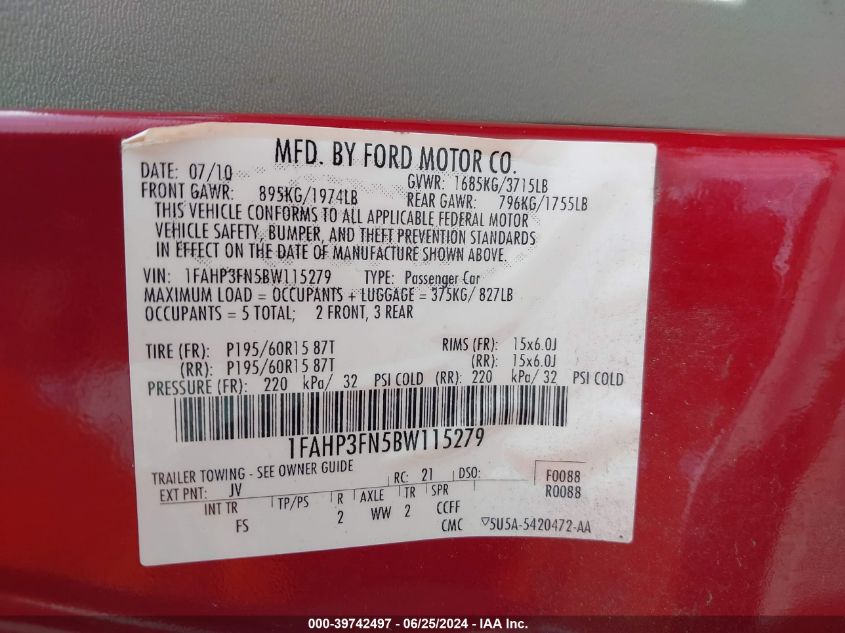 MFD. BY FORD MOTOR CO.
DATE: 07/10 GVWR: 1685KG/3715LB
FRONT GAWR: 895KG/1974LB REAR GAWR: 796KG/1755LB
THIS VEHICLE CONFORMS TO ALL APPLICABLE FEDERAL MOTOR
VEHICLE SAFETY, BUMPER, AND THEFT PREVENTION STANDARDS
IN EFFECT ON THE DATE OF MANUFACTURE SHOWN ABOVE.
VIN: 1FAHP3FN5BW115279 TYPE: Passenger Car
MAXIMUM LOAD = OCCUPANTS + LUGGAGE = 375KG/ 827LB
OCCUPANTS = 5 TOTAL; 2 FRONT, 3 REAR
TIRE (FR): P195/60R15 87T RIMS (FR): 15x6.0J
(RR): P195/60R15 87T (RR): 15x6.0J
PRESSURE (FR): 220 kPa/ 32 PSI COLD (RR): 220 kPa/ 32 PSI COLD
1FAHP3FN5BW115279
TRAILER TOWING - SEE OWNER GUIDE
EXT PNT: JV RC: 21 DSO: F0088
R0088
INT TR TP/PS R AXLE TR SPR
FS 2 WW 2 CCFF
CMC 5U5A-5420472-AA
000-39742497 - 06/25/2024 - IAA Inc.